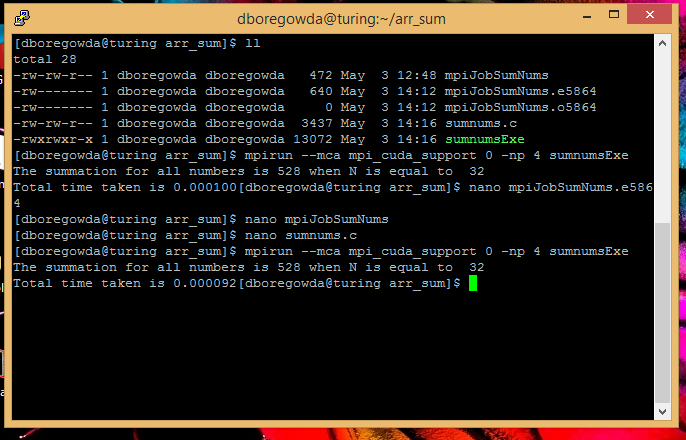 dboregowda@turing:~/arr_sum
[dboregowda@turing arr_sum]$ ll
total 28
-rw-rw-r-- 1 dboregowda dboregowda   472 May  3 12:48 mpiJobSumNums
-rw------- 1 dboregowda dboregowda   640 May  3 14:12 mpiJobSumNums.e5864
-rw------- 1 dboregowda dboregowda     0 May  3 14:12 mpiJobSumNums.o5864
-rw-rw-r-- 1 dboregowda dboregowda  3437 May  3 14:16 sumnums.c
-rwxrwxr-x 1 dboregowda dboregowda 13072 May  3 14:16 sumnumsExe
[dboregowda@turing arr_sum]$ mpirun --mca mpi_cuda_support 0 -np 4 sumnumsExe
The summation for all numbers is 528 when N is equal to  32
Total time taken is 0.000100[dboregowda@turing arr_sum]$ nano mpiJobSumNums.e586
4
[dboregowda@turing arr_sum]$ nano mpiJobSumNums
[dboregowda@turing arr_sum]$ nano sumnums.c
[dboregowda@turing arr_sum]$ mpirun --mca mpi_cuda_support 0 -np 4 sumnumsExe
The summation for all numbers is 528 when N is equal to  32
Total time taken is 0.000092[dboregowda@turing arr_sum]$